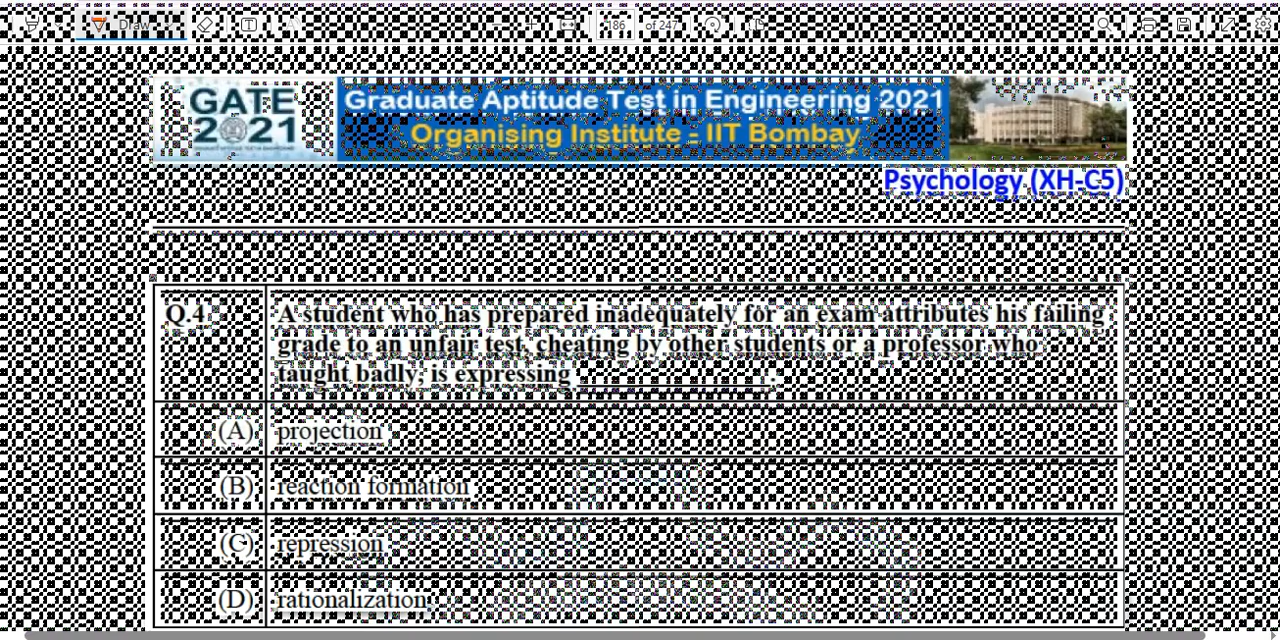 Draw
186 of 247
GATE
2021
Graduate Aptitude Test in Engineering 2021
Organising Institute - IIT Bombay
Psychology (XH-C5)
Q.4
A student who has prepared inadequately for an exam attributes his failing
grade to an unfair test, cheating by other students or a professor who
taught badly, is expressing ________________.
(A) projection
(B) reaction formation
(C) repression
(D) rationalization